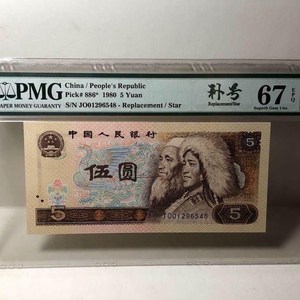 PMG
PAPER MONEY GUARANTY
China / People's Republic
Pick# 886* 1980 5 Yuan
S/N JO01296548 - Replacement / Star
补号
Replacement/Star
67 EPQ
Superb Gem Unc
中国人民银行
5
伍圆
5
JO01296548
5